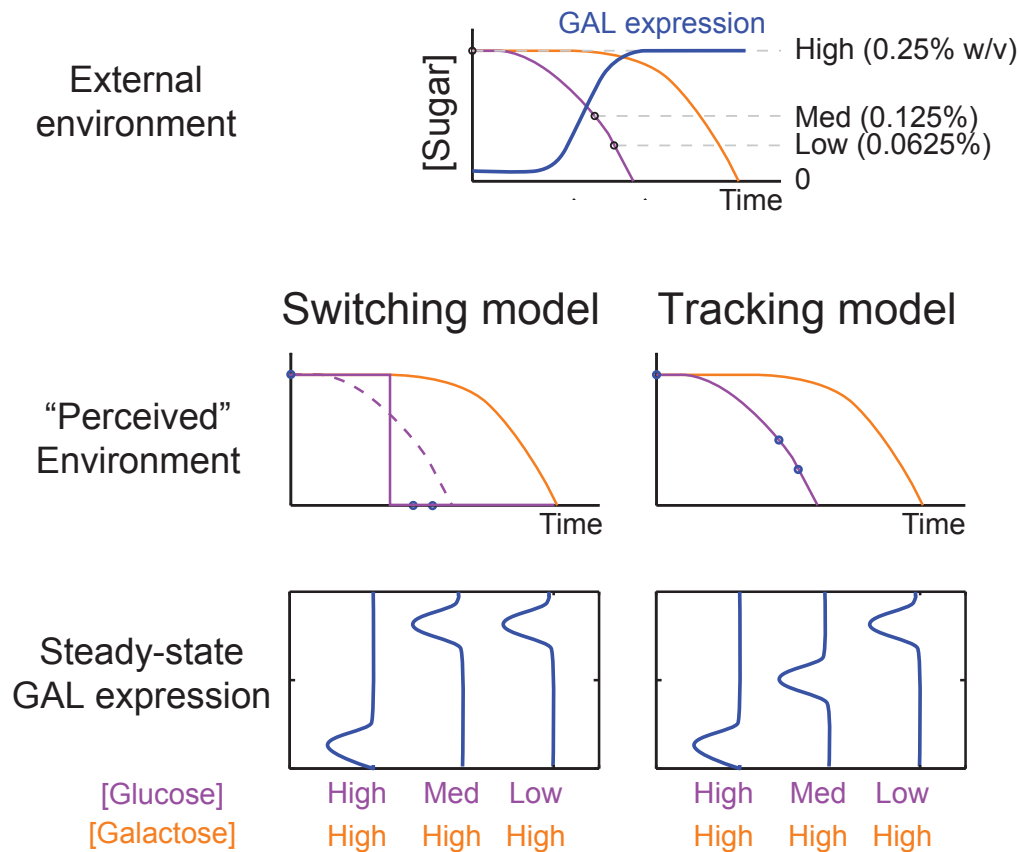 GAL expression
External
environment
[Sugar]
High (0.25% w/v)
Med (0.125%)
Low (0.0625%)
0
Time
Switching model
Tracking model
“Perceived”
Environment
Time
Time
Steady-state
GAL expression
[Glucose]
High
Med
Low
High
Med
Low
[Galactose]
High
High
High
High
High
High